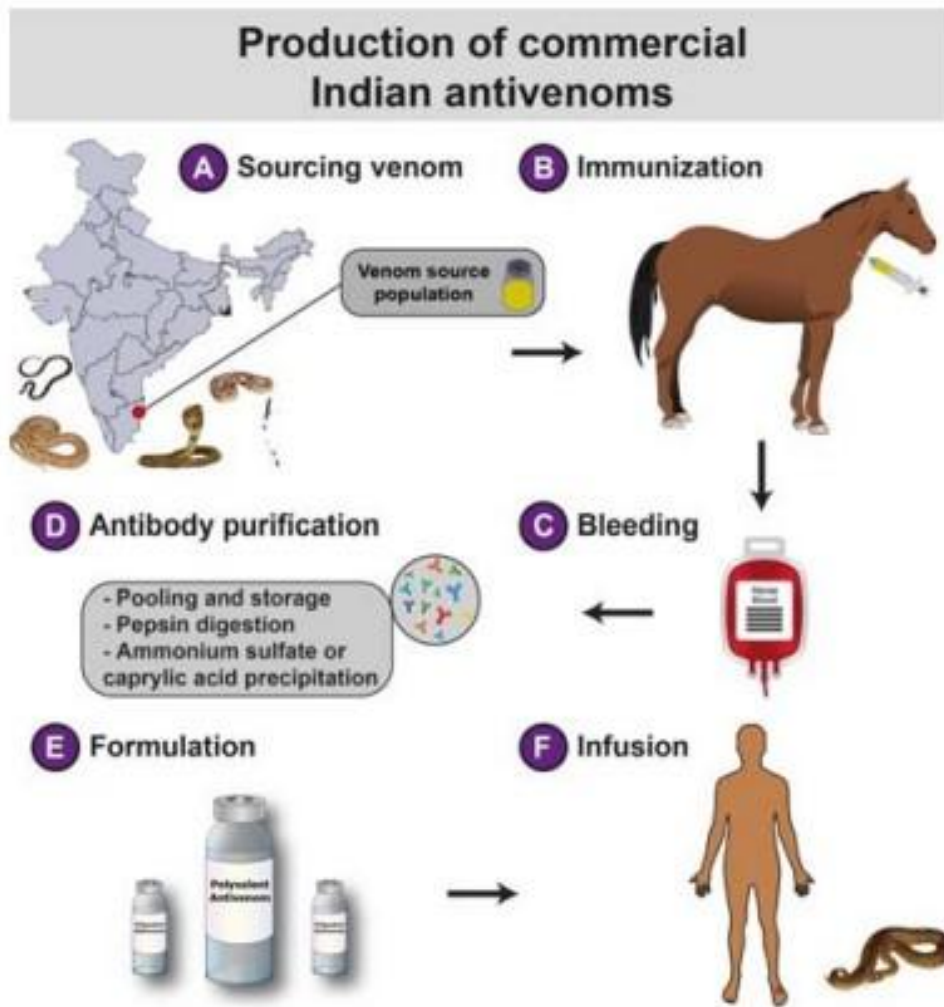 Production of commercial
Indian antivenoms
A Sourcing venom
B Immunization
Venom source
population
D Antibody purification
C Bleeding
- Pooling and storage
- Pepsin digestion
- Ammonium sulfate or
caprylic acid precipitation
E Formulation
F Infusion
Polyvalent
Antivenom